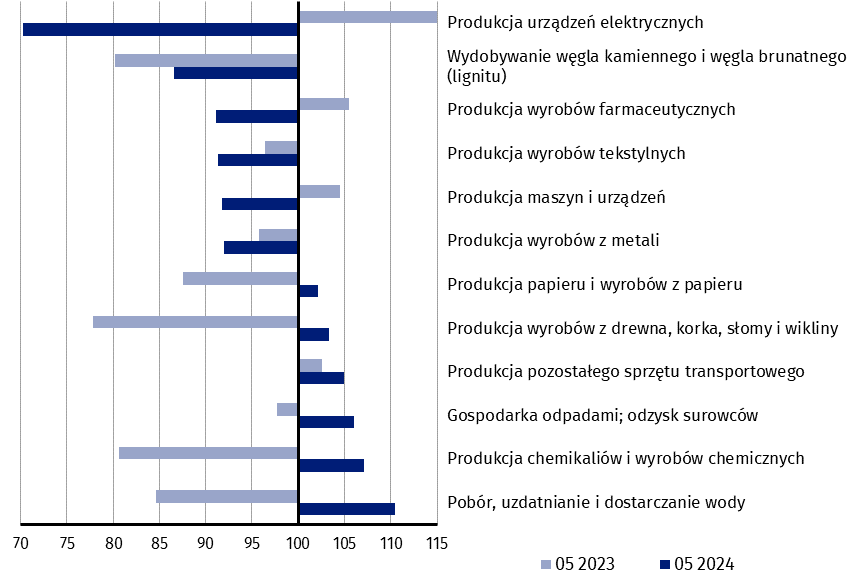 Produkcja urządzeń elektrycznych
Wydobywanie węgla kamiennego i węgla brunatnego
(lignitu)
Produkcja wyrobów farmaceutycznych
Produkcja wyrobów tekstylnych
Produkcja maszyn i urządzeń
Produkcja wyrobów z metali
Produkcja papieru i wyrobów z papieru
Produkcja wyrobów z drewna, korka, słomy i wikliny
Produkcja pozostałego sprzętu transportowego
Gospodarka odpadami; odzysk surowców
Produkcja chemikaliów i wyrobów chemicznych
Pobór, uzdatnianie i dostarczanie wody
70 75 80 85 90 95 100 105 110 115
05 2023 05 2024